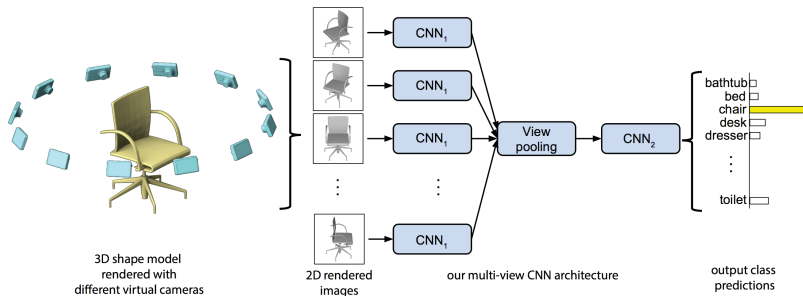 CNN₁
CNN₁
CNN₁
CNN₁
View
pooling
CNN₂
bathtub
bed
chair
desk
dresser
⋮
toilet
⋮
⋮
3D shape model
rendered with
different virtual cameras
2D rendered
images
our multi-view CNN architecture
output class
predictions